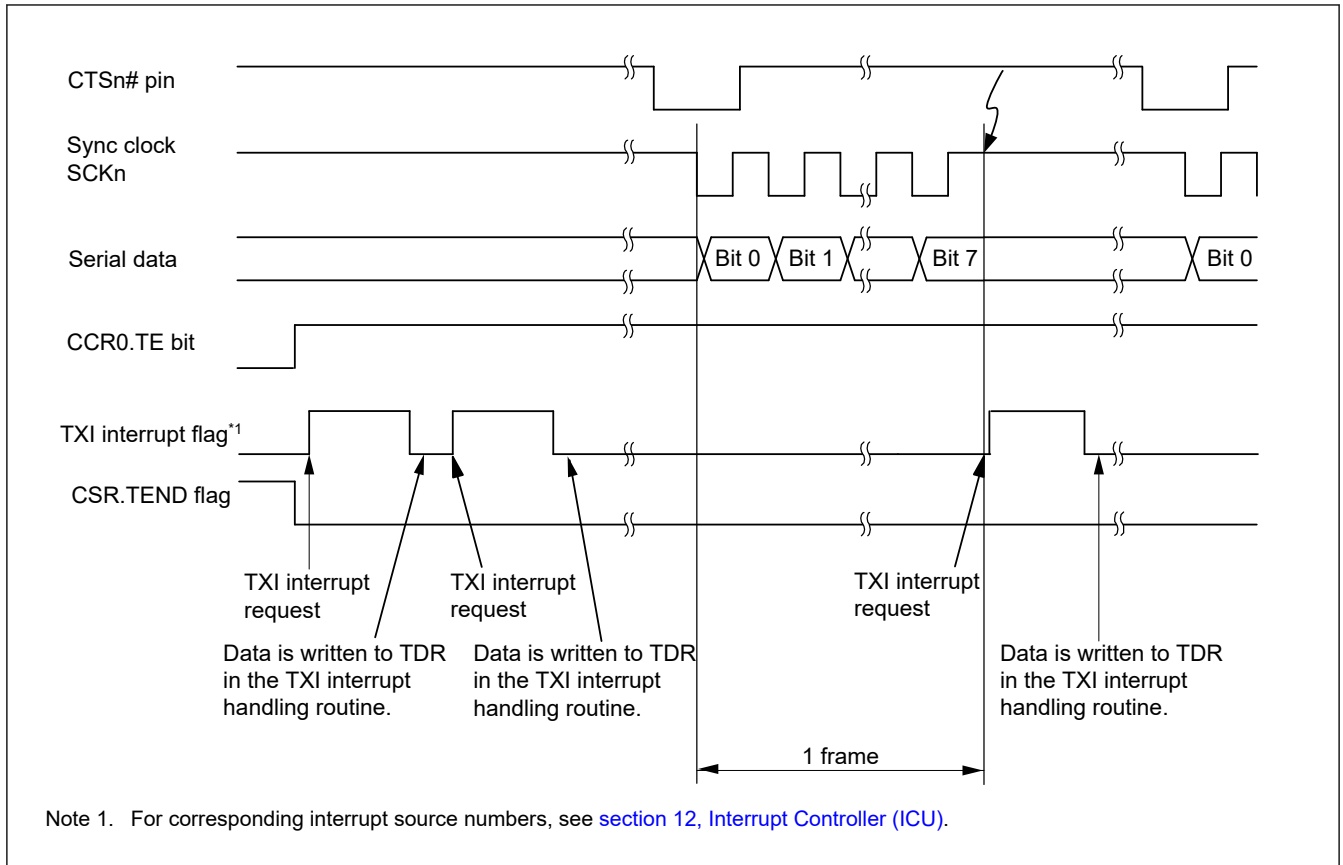 CTSn# pin
Sync clock
SCKn
Serial data
Bit 0
Bit 1
Bit 7
Bit 0
CCR0.TE bit
TXI interrupt flag*1
CSR.TEND flag
TXI interrupt
request
TXI interrupt
request
TXI interrupt
request
Data is written to TDR
in the TXI interrupt
handling routine.
Data is written to TDR
in the TXI interrupt
handling routine.
Data is written to TDR
in the TXI interrupt
handling routine.
1 frame
Note 1. For corresponding interrupt source numbers, see section 12, Interrupt Controller (ICU).